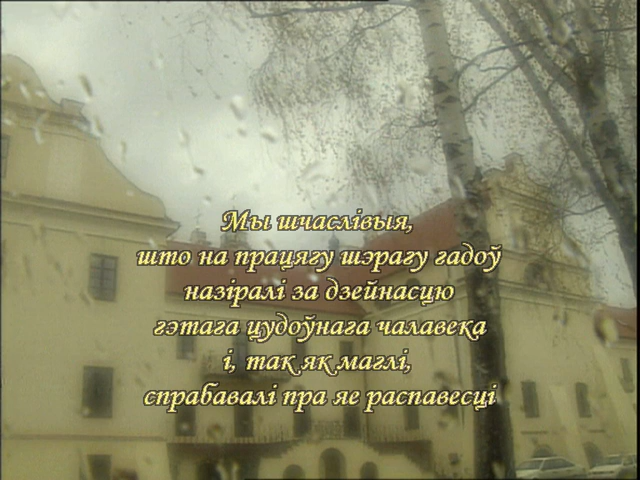 Мы шчаслівыя,
што на працягу шэрагу гадоў
назіралі за дзейнасцю
гэтага цудоўнага чалавека
і, так як маглі,
спрабавалі пра яе распавесці